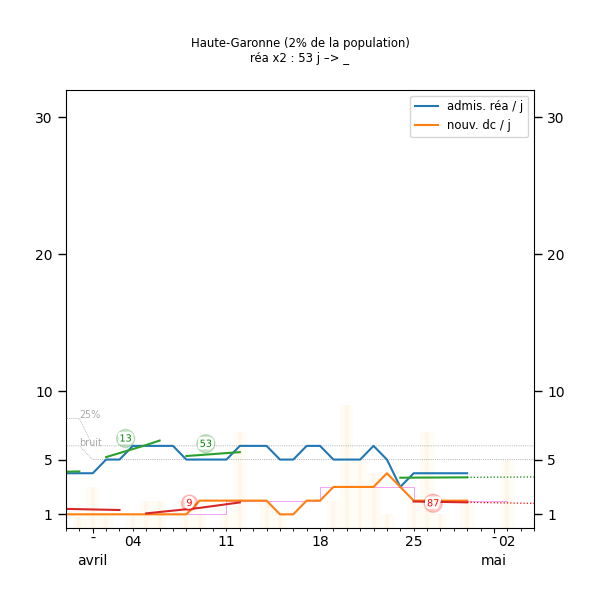 Haute-Garonne (2% de la population)
réa x2 : 53 j –> _
admis. réa / j
nouv. dc / j
30 30
20 20
10 10
25%
bruit
13 53
5 5
9 87
1 1
- 04 11 18 25 - 02
avril mai